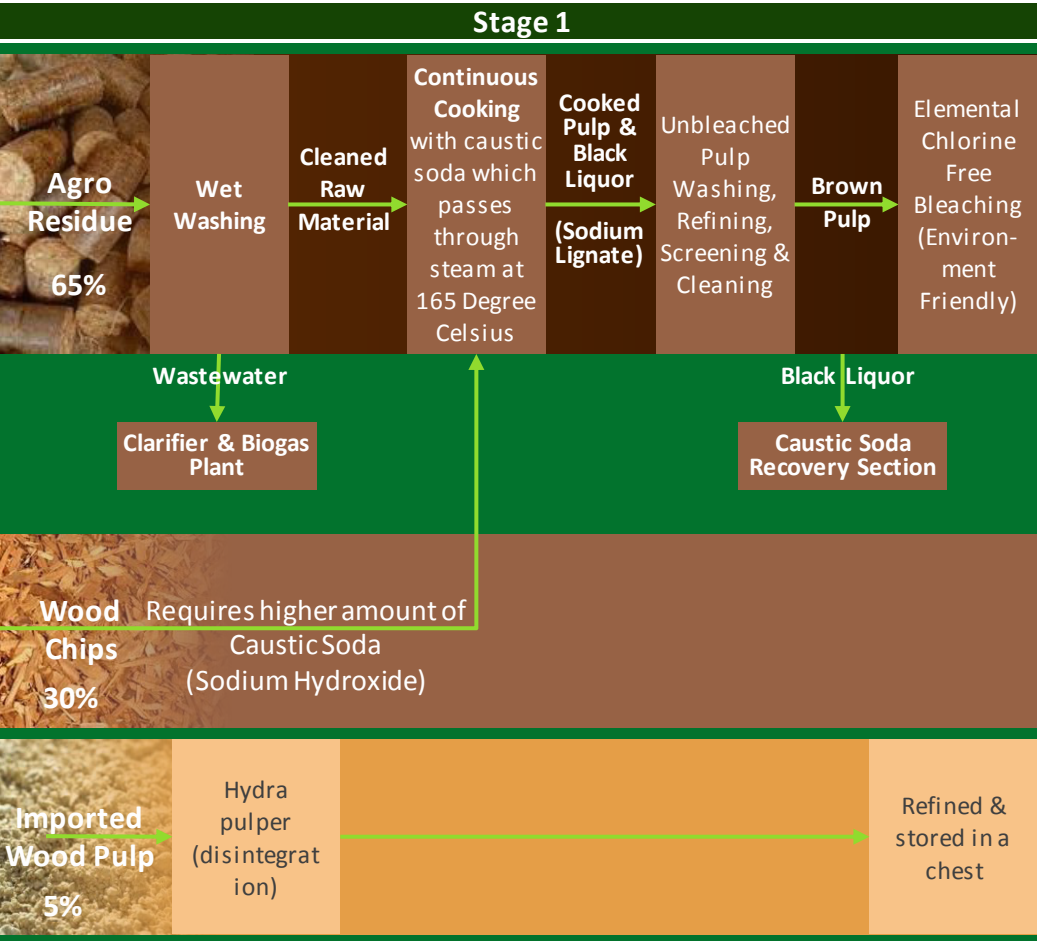 Stage 1
Agro
Residue
65%
Wet
Washing
Cleaned
Raw
Material
Continuous
Cooking
with caustic
soda which
passes
through
steam at
165 Degree
Celsius
Cooked
Pulp &
Black
Liquor
(Sodium
Lignate)
Unbleached
Pulp
Washing,
Refining,
Screening &
Cleaning
Brown
Pulp
Elemental
Chlorine
Free
Bleaching
(Environ-
ment
Friendly)
Wastewater
Black Liquor
Clarifier & Biogas
Plant
Caustic Soda
Recovery Section
Wood
Chips
30%
Requires higher amount of
Caustic Soda
(Sodium Hydroxide)
Imported
Wood Pulp
5%
Hydra
pulper
(disintegrat
ion)
Refined &
stored in a
chest